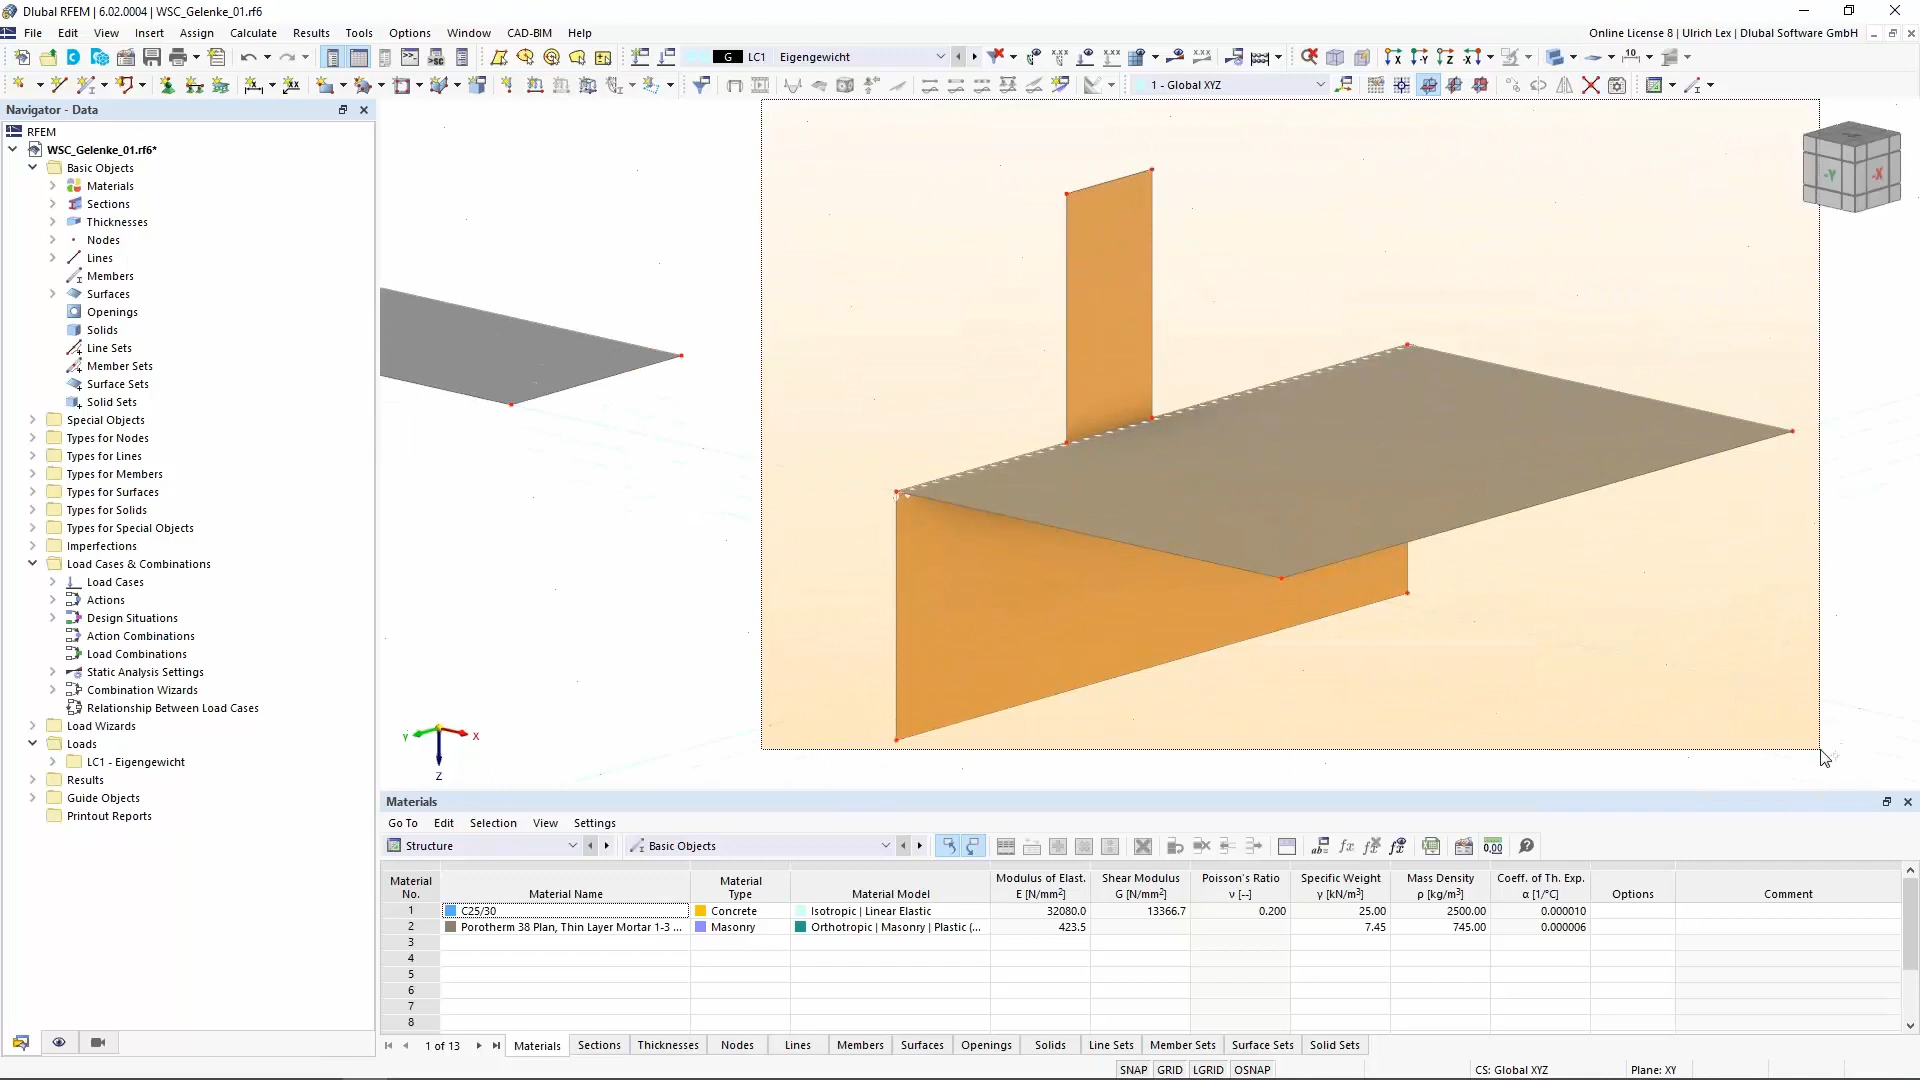 Dlubal RFEM | 6.02.0004 | WSC_Gelenke_01.rf6
File Edit View Insert Assign Calculate Results Tools Options Window CAD-BIM Help
Online License 8 | Ulrich Lex | Dlubal Software GmbH
G LC1 Eigengewicht
1 - Global XYZ
Navigator - Data
RFEM
WSC_Gelenke_01.rf6*
Basic Objects
Materials
Sections
Thicknesses
Nodes
Lines
Members
Surfaces
Openings
Solids
Line Sets
Member Sets
Surface Sets
Solid Sets
Special Objects
Types for Nodes
Types for Lines
Types for Members
Types for Surfaces
Types for Solids
Types for Special Objects
Imperfections
Load Cases & Combinations
Load Cases
Actions
Design Situations
Action Combinations
Load Combinations
Static Analysis Settings
Combination Wizards
Relationship Between Load Cases
Load Wizards
Loads
LC1 - Eigengewicht
Results
Guide Objects
Printout Reports
-Y -X
Y X
Z
Materials
Go To Edit Selection View Settings
Structure Basic Objects
Material No. Material Name Material Type Material Model Modulus of Elast. E [N/mm²] Shear Modulus G [N/mm²] Poisson's Ratio ν [--] Specific Weight γ [kN/m³] Mass Density ρ [kg/m³] Coeff. of Th. Exp. α [1/°C] Options Comment
1 C25/30 Concrete Isotropic | Linear Elastic 32080.0 13366.7 0.200 25.00 2500.00 0.000010
2 Porotherm 38 Plan, Thin Layer Mortar 1-3 ... Masonry Orthotropic | Masonry | Plastic (... 423.5 7.45 745.00 0.000006
3
4
5
6
7
8
1 of 13 Materials Sections Thicknesses Nodes Lines Members Surfaces Openings Solids Line Sets Member Sets Surface Sets Solid Sets
SNAP GRID LGRID OSNAP CS: Global XYZ Plane: XY